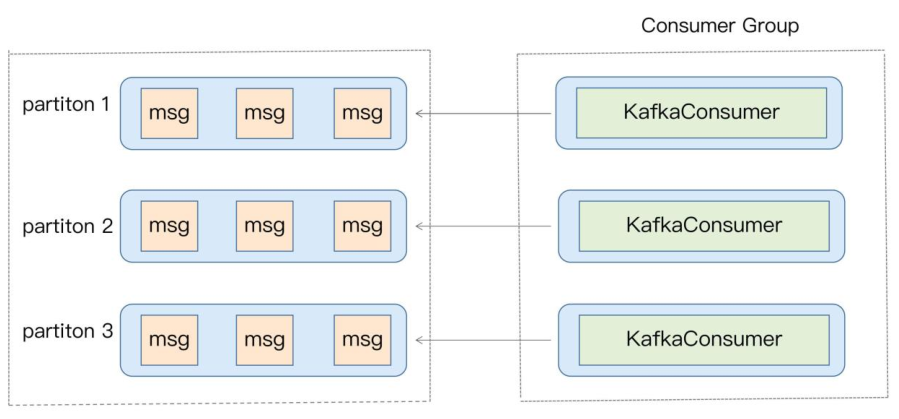 Consumer Group
partiton 1
msg
msg
msg
KafkaConsumer
partiton 2
msg
msg
msg
KafkaConsumer
partiton 3
msg
msg
msg
KafkaConsumer